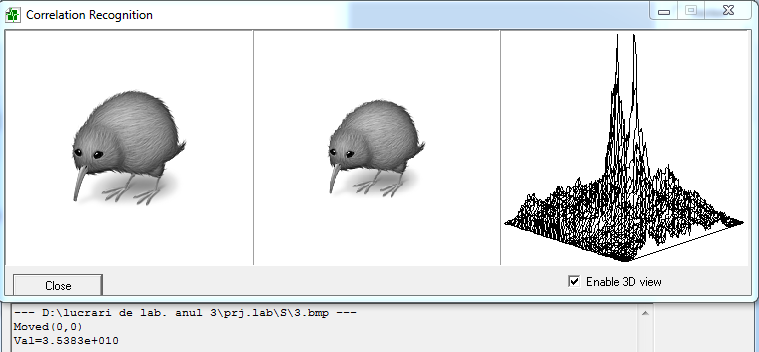 Correlation Recognition
Close
Enable 3D view
--- D:\lucrari de lab. anul 3\prj.lab\S\3.bmp ---
Moved(0,0)
Val=3.5383e+010